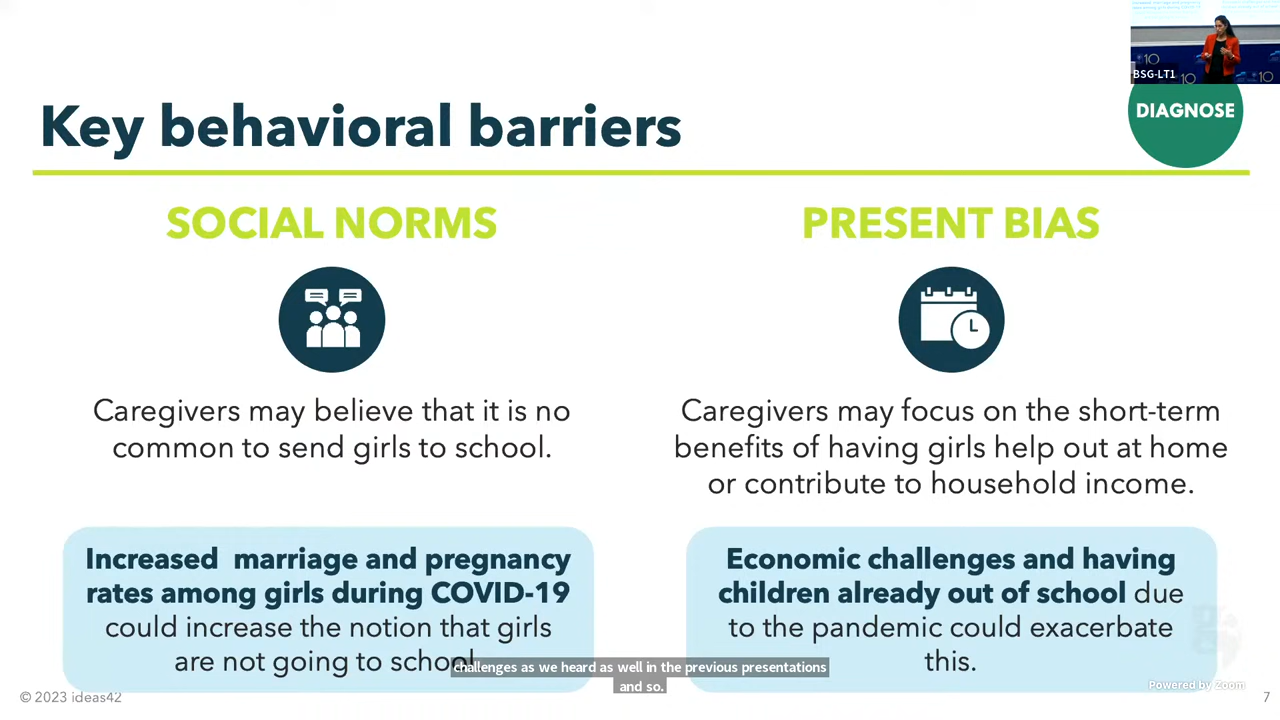 BSG-LT1
10
10
10
DIAGNOSE
Key behavioral barriers
SOCIAL NORMS
Caregivers may believe that it is no
common to send girls to school.
Increased marriage and pregnancy
rates among girls during COVID-19
could increase the notion that girls
are not going to school
PRESENT BIAS
Caregivers may focus on the short-term
benefits of having girls help out at home
or contribute to household income.
Economic challenges and having
children already out of school due
to the pandemic could exacerbate
this.
challenges as we heard as well in the previous presentations
and so.
Powered by Zoom
© 2023 ideas42
7